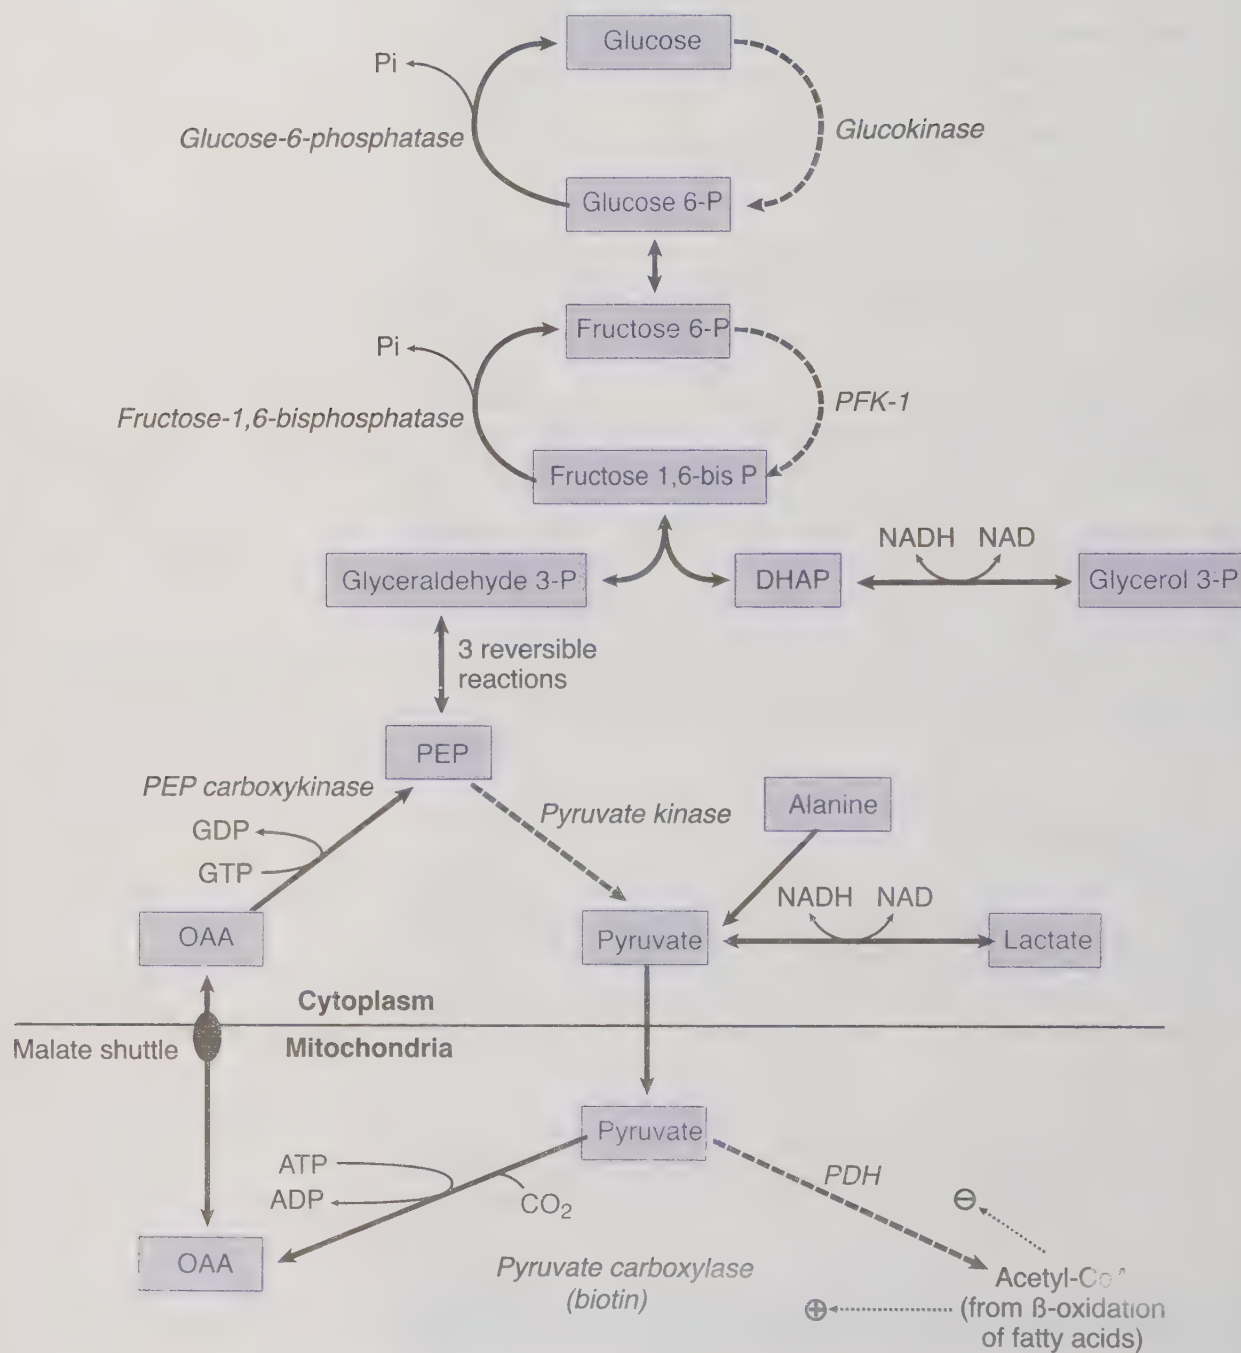 Glucose
Pi
Glucose-6-phosphatase
Glucokinase
Glucose 6-P
Fructose 6-P
Pi
Fructose-1,6-bisphosphatase
PFK-1
Fructose 1,6-bis P
NADH NAD
Glyceraldehyde 3-P
DHAP
Glycerol 3-P
3 reversible
reactions
PEP
PEP carboxykinase
Pyruvate kinase
Alanine
GDP
GTP
NADH NAD
OAA
Pyruvate
Lactate
Cytoplasm
Malate shuttle
Mitochondria
Pyruvate
ATP
ADP
CO₂
PDH
⊖
OAA
Pyruvate carboxylase
(biotin)
⊕
(from ß-oxidation
of fatty acids)